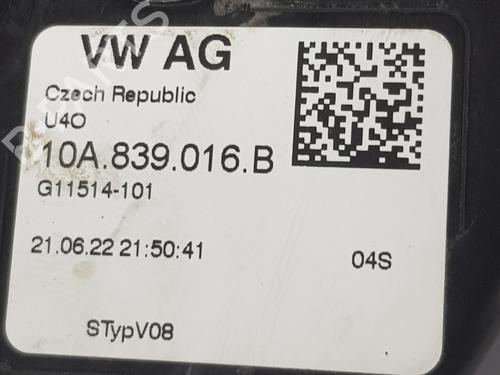 VW AG
Czech Republic
U4O
10A.839.016.B
G11514-101
21.06.22 21:50:41
04S
STypV08